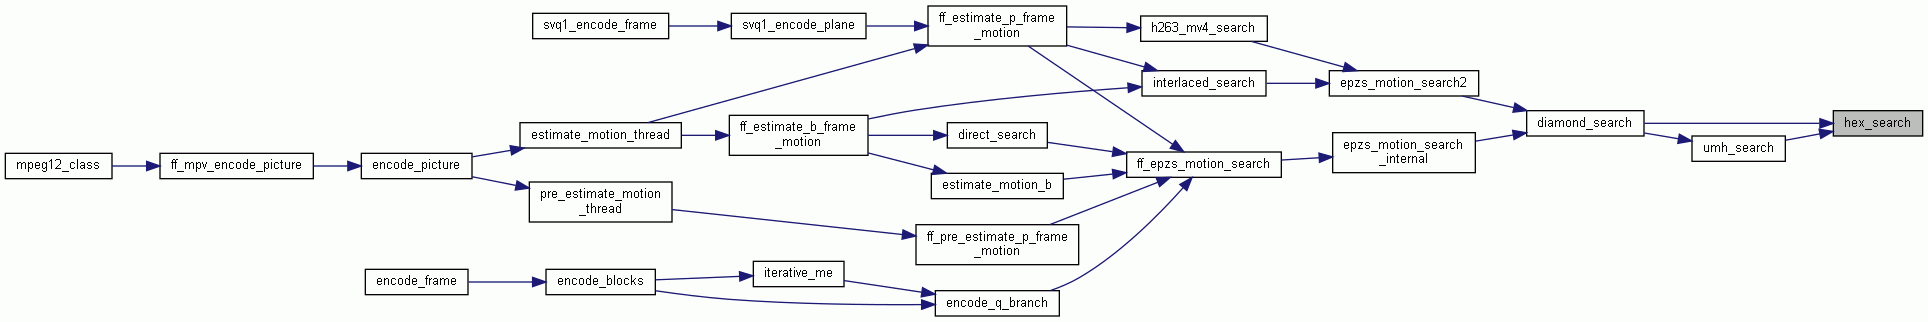 svq1_encode_frame
svq1_encode_plane
ff_estimate_p_frame
_motion
h263_mv4_search
interlaced_search
epzs_motion_search2
estimate_motion_thread
ff_estimate_b_frame
_motion
direct_search
diamond_search
hex_search
mpeg12_class
ff_mpv_encode_picture
encode_picture
ff_epzs_motion_search
epzs_motion_search
_internal
umh_search
pre_estimate_motion
_thread
estimate_motion_b
ff_pre_estimate_p_frame
_motion
encode_frame
encode_blocks
iterative_me
encode_q_branch